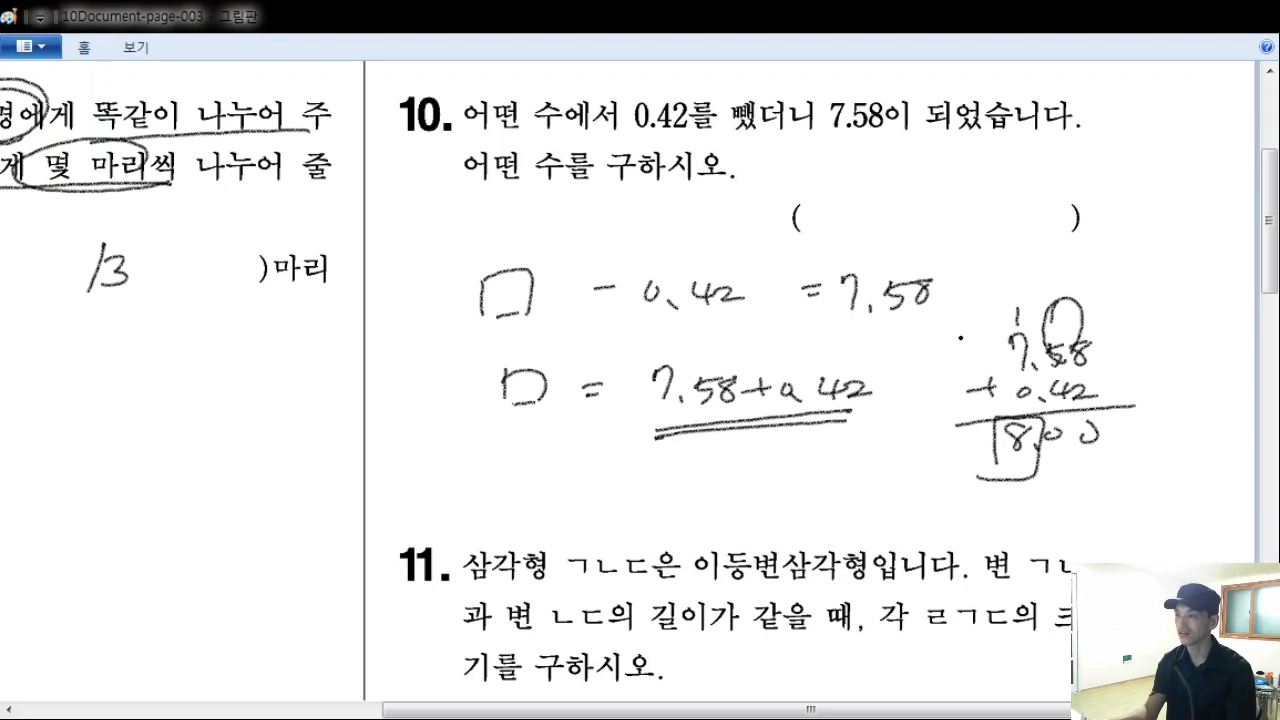 10Document-page-003 - 그림판
홈 보기
명에게 똑같이 나누어 주
게 몇 마리씩 나누어 줄
13 )마리
10. 어떤 수에서 0.42를 뺐더니 7.58이 되었습니다.
어떤 수를 구하시오.
( )
□ - 0.42 = 7.58
□ = 7.58+0.42
1
7.58
+ 0.42
8.00
11. 삼각형 ㄱㄴㄷ은 이등변삼각형입니다. 변 ㄱㄴ
과 변 ㄴㄷ의 길이가 같을 때, 각 ㄹㄱㄷ의 크
기를 구하시오.